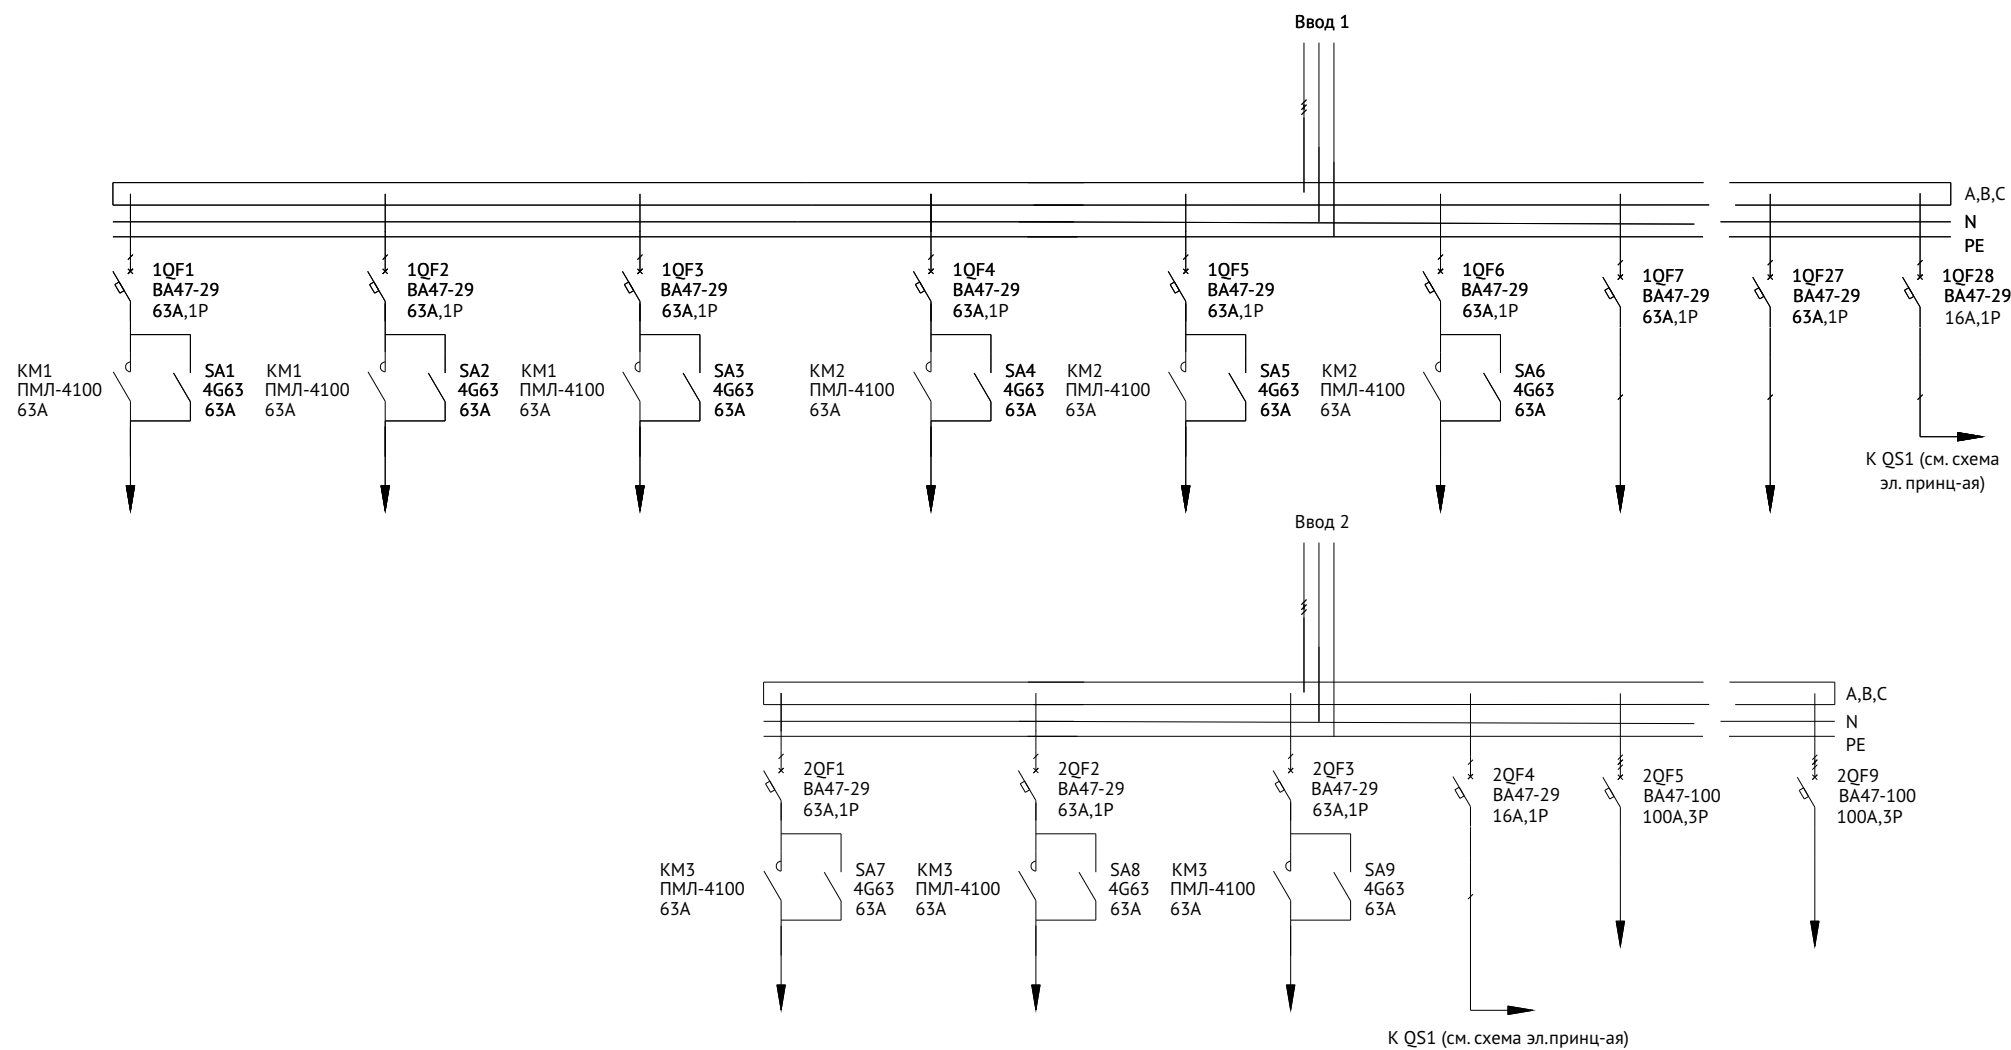 Ввод 1
A,B,C
N
PE
1QF1
ВА47-29
63А,1Р
1QF2
ВА47-29
63А,1Р
1QF3
ВА47-29
63А,1Р
1QF4
ВА47-29
63А,1Р
1QF5
ВА47-29
63А,1Р
1QF6
ВА47-29
63А,1Р
1QF7
ВА47-29
63А,1Р
1QF27
ВА47-29
63А,1Р
1QF28
ВА47-29
16А,1Р
КМ1
ПМЛ-4100
63А
SA1
4G63
63А
КМ1
ПМЛ-4100
63А
SA2
4G63
63А
КМ1
ПМЛ-4100
63А
SA3
4G63
63А
КМ2
ПМЛ-4100
63А
SA4
4G63
63А
КМ2
ПМЛ-4100
63А
SA5
4G63
63А
КМ2
ПМЛ-4100
63А
SA6
4G63
63А
К QS1 (см. схема
эл. принц-ая)
Ввод 2
A,B,C
N
PE
2QF1
ВА47-29
63А,1Р
2QF2
ВА47-29
63А,1Р
2QF3
ВА47-29
63А,1Р
2QF4
ВА47-29
16А,1Р
2QF5
ВА47-100
100А,3Р
2QF9
ВА47-100
100А,3Р
КМ3
ПМЛ-4100
63А
SA7
4G63
63А
КМ3
ПМЛ-4100
63А
SA8
4G63
63А
КМ3
ПМЛ-4100
63А
SA9
4G63
63А
К QS1 (см. схема эл.принц-ая)